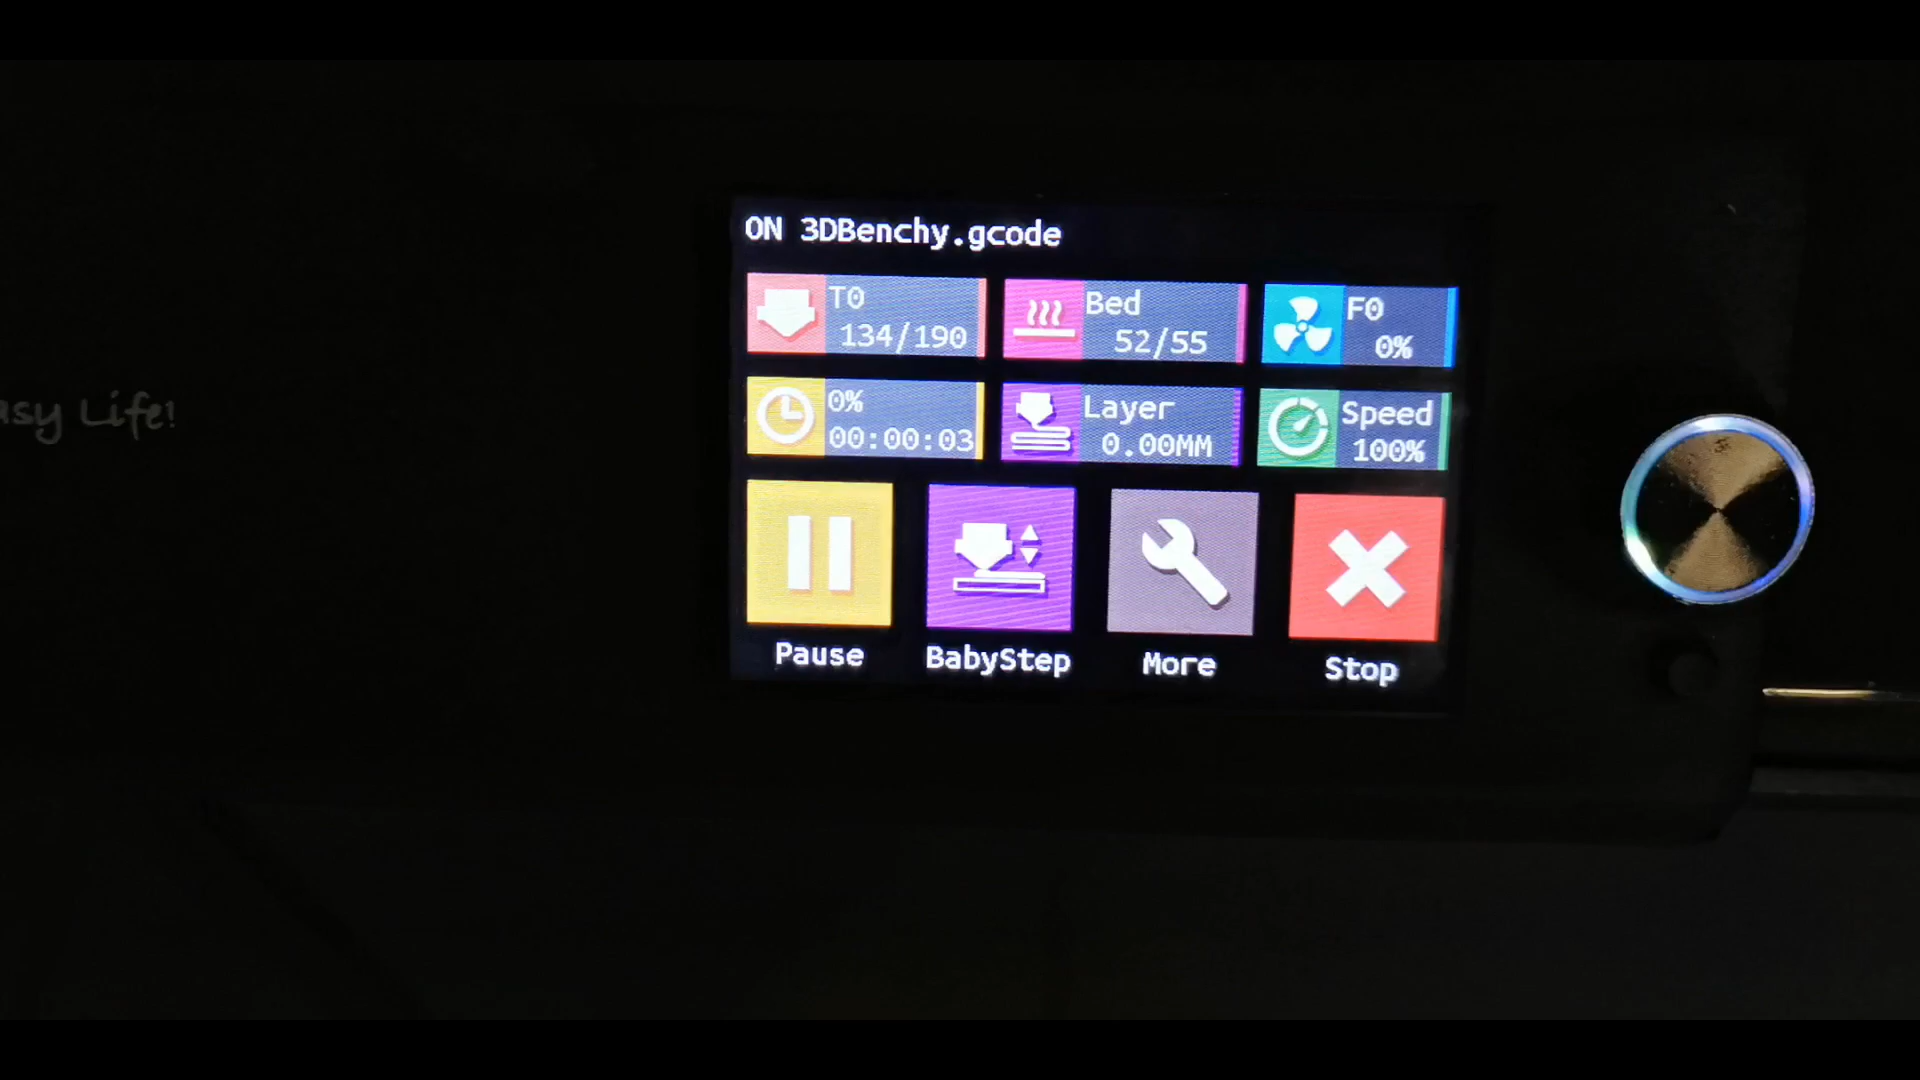 ON 3DBenchy.gcode
T0
134/190
Bed
52/55
F0
0%
0%
00:00:03
Layer
0.00MM
Speed
100%
Pause
BabyStep
More
Stop
Life!